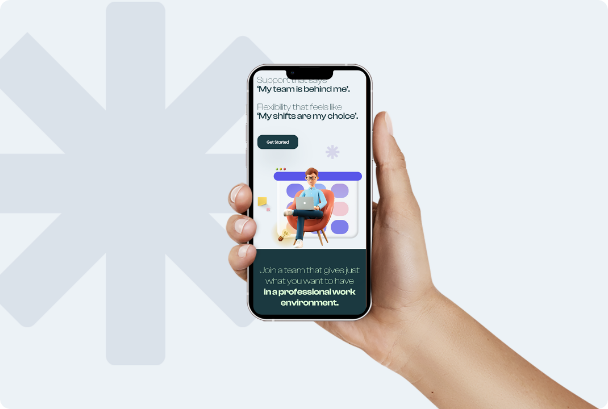 Support that says
‘My team is behind me’.
Flexibility that feels like
‘My shifts are my choice’.
Get Started
Join a team that gives just
what you want to have
in a professional work
environment.